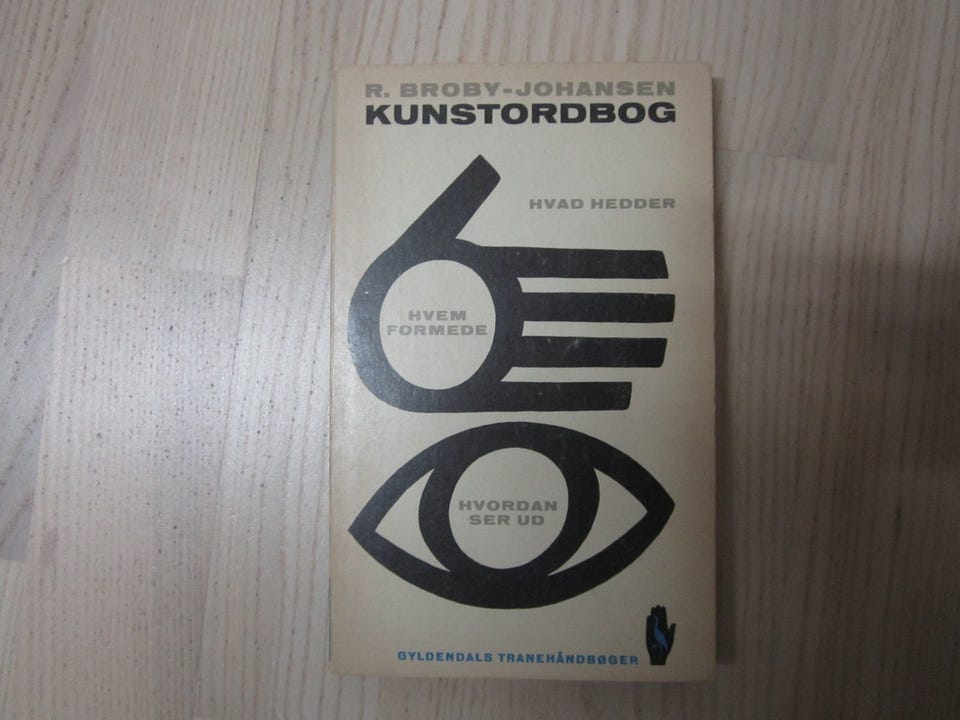 R. BROBY-JOHANSEN
KUNSTORDBOG
HVAD HEDDER
HVEM
FORMEDE
HVORDAN
SER UD
GYLDENDALS TRANEHÅNDBØGER